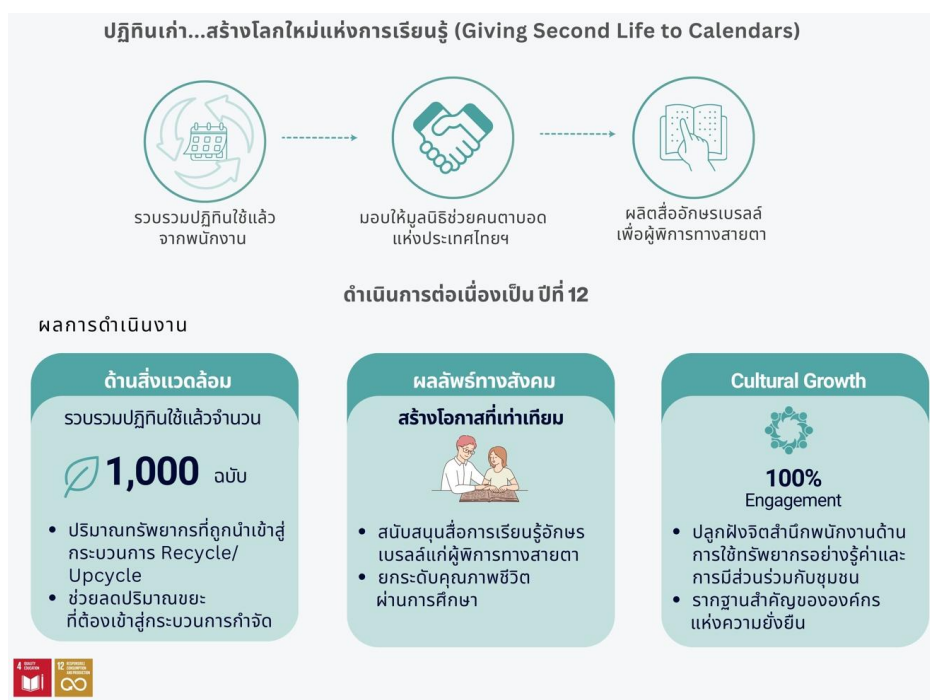 ปฏิทินเก่า...สร้างโลกใหม่แห่งการเรียนรู้ (Giving Second Life to Calendars)
รวบรวมปฏิทินใช้แล้ว
จากพนักงาน
มอบให้มูลนิธิช่วยคนตาบอด
แห่งประเทศไทยฯ
ผลิตสื่ออักษรเบรลล์
เพื่อผู้พิการทางสายตา
ดำเนินการต่อเนื่องเป็น ปีที่ 12
ผลการดำเนินงาน
ด้านสิ่งแวดล้อม
รวบรวมปฏิทินใช้แล้วจำนวน
1,000 ฉบับ
• ปริมาณทรัพยากรที่ถูกนำเข้าสู่
กระบวนการ Recycle/
Upcycle
• ช่วยลดปริมาณขยะ
ที่ต้องเข้าสู่กระบวนการกำจัด
ผลลัพธ์ทางสังคม
สร้างโอกาสที่เท่าเทียม
• สนับสนุนสื่อการเรียนรู้อักษร
เบรลล์แก่ผู้พิการทางสายตา
• ยกระดับคุณภาพชีวิต
ผ่านการศึกษา
Cultural Growth
100%
Engagement
• ปลูกฝังจิตสำนึกพนักงานด้าน
การใช้ทรัพยากรอย่างรู้ค่าและ
การมีส่วนร่วมกับชุมชน
• รากฐานสำคัญขององค์กร
แห่งความยั่งยืน
4 QUALITY
EDUCATION
12 RESPONSIBLE
CONSUMPTION
AND PRODUCTION